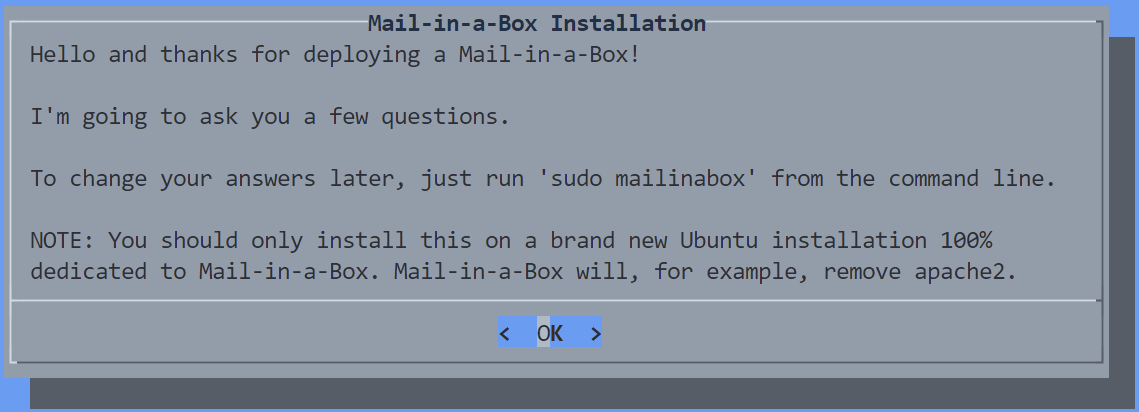 Mail-in-a-Box Installation
Hello and thanks for deploying a Mail-in-a-Box!
I'm going to ask you a few questions.
To change your answers later, just run 'sudo mailinabox' from the command line.
NOTE: You should only install this on a brand new Ubuntu installation 100%
dedicated to Mail-in-a-Box. Mail-in-a-Box will, for example, remove apache2.
<  OK  >